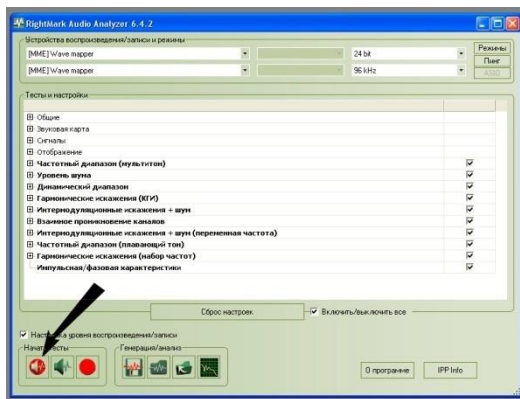 RightMark Audio Analyzer 6.4.2
Устройства воспроизведения/записи и режимы
[MME] Wave mapper 24 bit Режимы
Пинг
[MME] Wave mapper 96 kHz ASIO
Тесты и настройки
Общие
Звуковая карта
Сигналы
Отображение
Частотный диапазон (мультитон)
Уровень шума
Динамический диапазон
Гармонические искажения (КГИ)
Интермодуляционные искажения + шум
Взаимное проникновение каналов
Интермодуляционные искажения + шум (переменная частота)
Частотный диапазон (плавающий тон)
Гармонические искажения (набор частот)
Импульсная/фазовая характеристики
Сброс настроек Включить/выключить все
Настройка уровня воспроизведения/записи
Начать тесты Генерация/анализ
О программе IPP Info